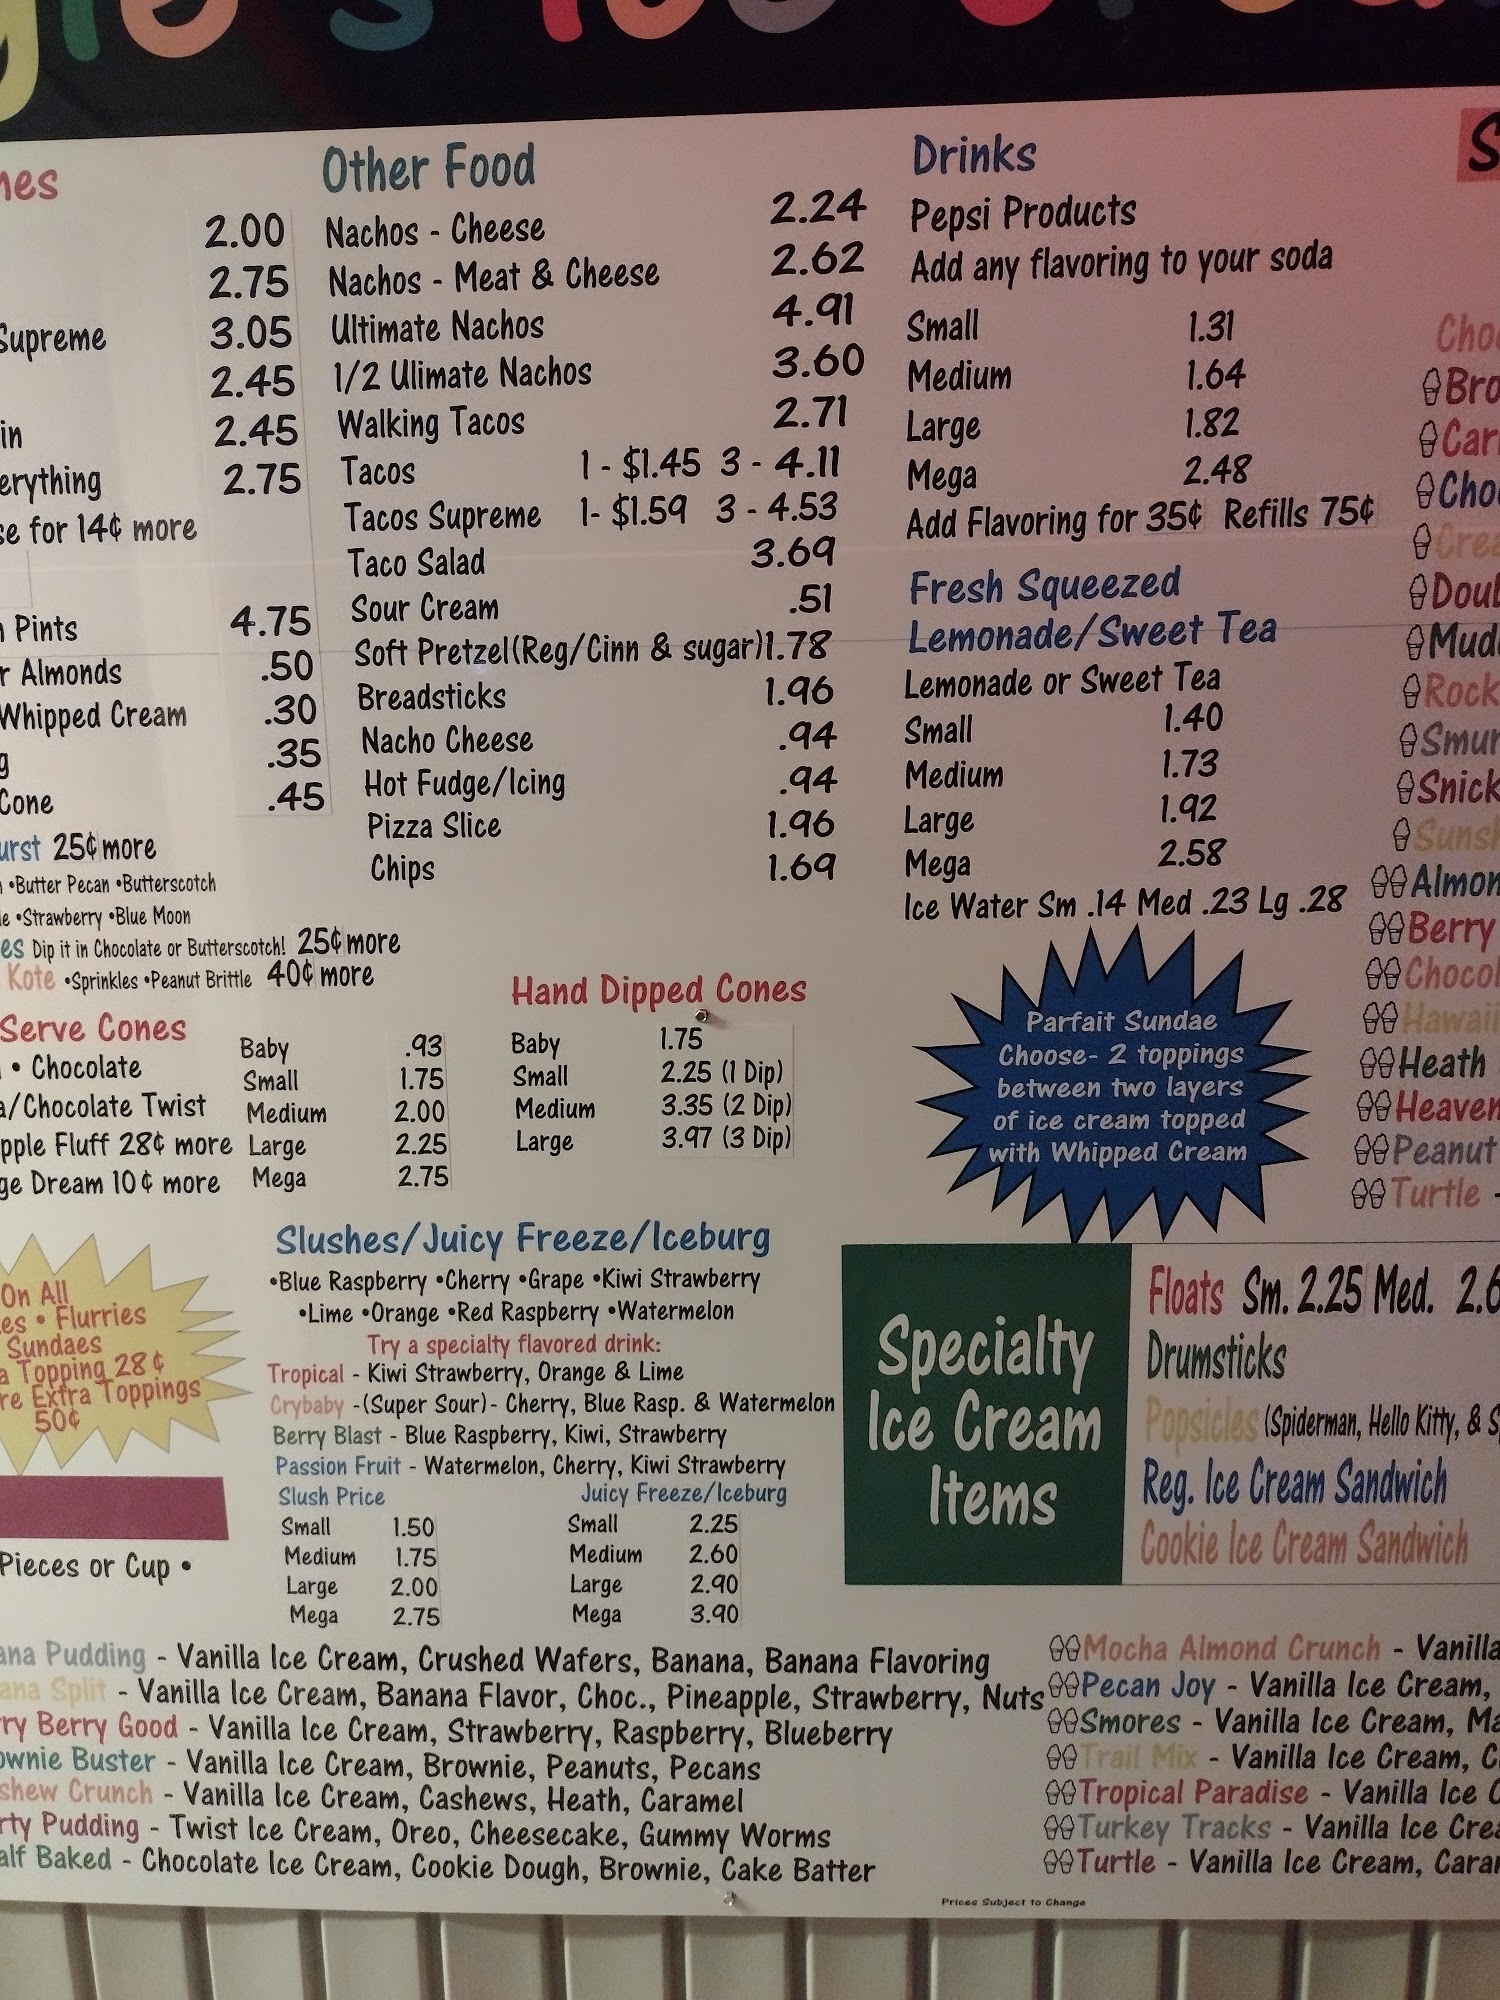 Other Food
Nachos - Cheese 2.24
Nachos - Meat & Cheese 2.62
Ultimate Nachos 4.91
1/2 Ulimate Nachos 3.60
Walking Tacos 2.71
Tacos 1 - $1.45 3 - 4.11
Tacos Supreme 1- $1.59 3 - 4.53
Taco Salad 3.69
Sour Cream .51
Soft Pretzel(Reg/Cinn & sugar)1.78
Breadsticks 1.96
Nacho Cheese .94
Hot Fudge/Icing .94
Pizza Slice 1.96
Chips 1.69
Drinks
Pepsi Products
Add any flavoring to your soda
Small 1.31
Medium 1.64
Large 1.82
Mega 2.48
Add Flavoring for 35¢ Refills 75¢
Fresh Squeezed
Lemonade/Sweet Tea
Lemonade or Sweet Tea
Small 1.40
Medium 1.73
Large 1.92
Mega 2.58
Ice Water Sm .14 Med .23 Lg .28
2.00
2.75
Supreme 3.05
2.45
2.45
2.75
for 14¢ more
Pints 4.75
Almonds .50
Whipped Cream .30
.35
Cone .45
25¢ more
•Butter Pecan •Butterscotch
•Strawberry •Blue Moon
Dip it in Chocolate or Butterscotch! 25¢ more
Kote •Sprinkles •Peanut Brittle 40¢ more
Serve Cones
• Chocolate
/Chocolate Twist
Fluff 28¢ more
Dream 10¢ more
Baby .93
Small 1.75
Medium 2.00
Large 2.25
Mega 2.75
Hand Dipped Cones
Baby 1.75
Small 2.25 (1 Dip)
Medium 3.35 (2 Dip)
Large 3.97 (3 Dip)
Parfait Sundae
Choose- 2 toppings
between two layers
of ice cream topped
with Whipped Cream
On All
• Flurries
Sundaes
Topping 28¢
Extra Toppings
50¢
Pieces or Cup •
Slushes/Juicy Freeze/Iceburg
•Blue Raspberry •Cherry •Grape •Kiwi Strawberry
•Lime •Orange •Red Raspberry •Watermelon
Try a specialty flavored drink:
Tropical - Kiwi Strawberry, Orange & Lime
Crybaby -(Super Sour)- Cherry, Blue Rasp. & Watermelon
Berry Blast - Blue Raspberry, Kiwi, Strawberry
Passion Fruit - Watermelon, Cherry, Kiwi Strawberry
Slush Price
Small 1.50
Medium 1.75
Large 2.00
Mega 2.75
Juicy Freeze/Iceburg
Small 2.25
Medium 2.60
Large 2.90
Mega 3.90
Specialty
Ice Cream
Items
Floats Sm. 2.25 Med. 2.6
Drumsticks
Popsicles (Spiderman, Hello Kitty, &
Reg. Ice Cream Sandwich
Cookie Ice Cream Sandwich
Almon
Berry
Chocol
Hawaii
Heath
Heaven
Peanut
Turtle -
Pudding - Vanilla Ice Cream, Crushed Wafers, Banana, Banana Flavoring
Split - Vanilla Ice Cream, Banana Flavor, Choc., Pineapple, Strawberry, Nuts
Berry Good - Vanilla Ice Cream, Strawberry, Raspberry, Blueberry
Buster - Vanilla Ice Cream, Brownie, Peanuts, Pecans
Crunch - Vanilla Ice Cream, Cashews, Heath, Caramel
Pudding - Twist Ice Cream, Oreo, Cheesecake, Gummy Worms
Baked - Chocolate Ice Cream, Cookie Dough, Brownie, Cake Batter
Mocha Almond Crunch - Vanilla
Pecan Joy - Vanilla Ice Cream,
Smores - Vanilla Ice Cream, Ma
Trail Mix - Vanilla Ice Cream,
Tropical Paradise - Vanilla Ice
Turkey Tracks - Vanilla Ice Crea
Turtle - Vanilla Ice Cream, Caram
Prices Subject to Change